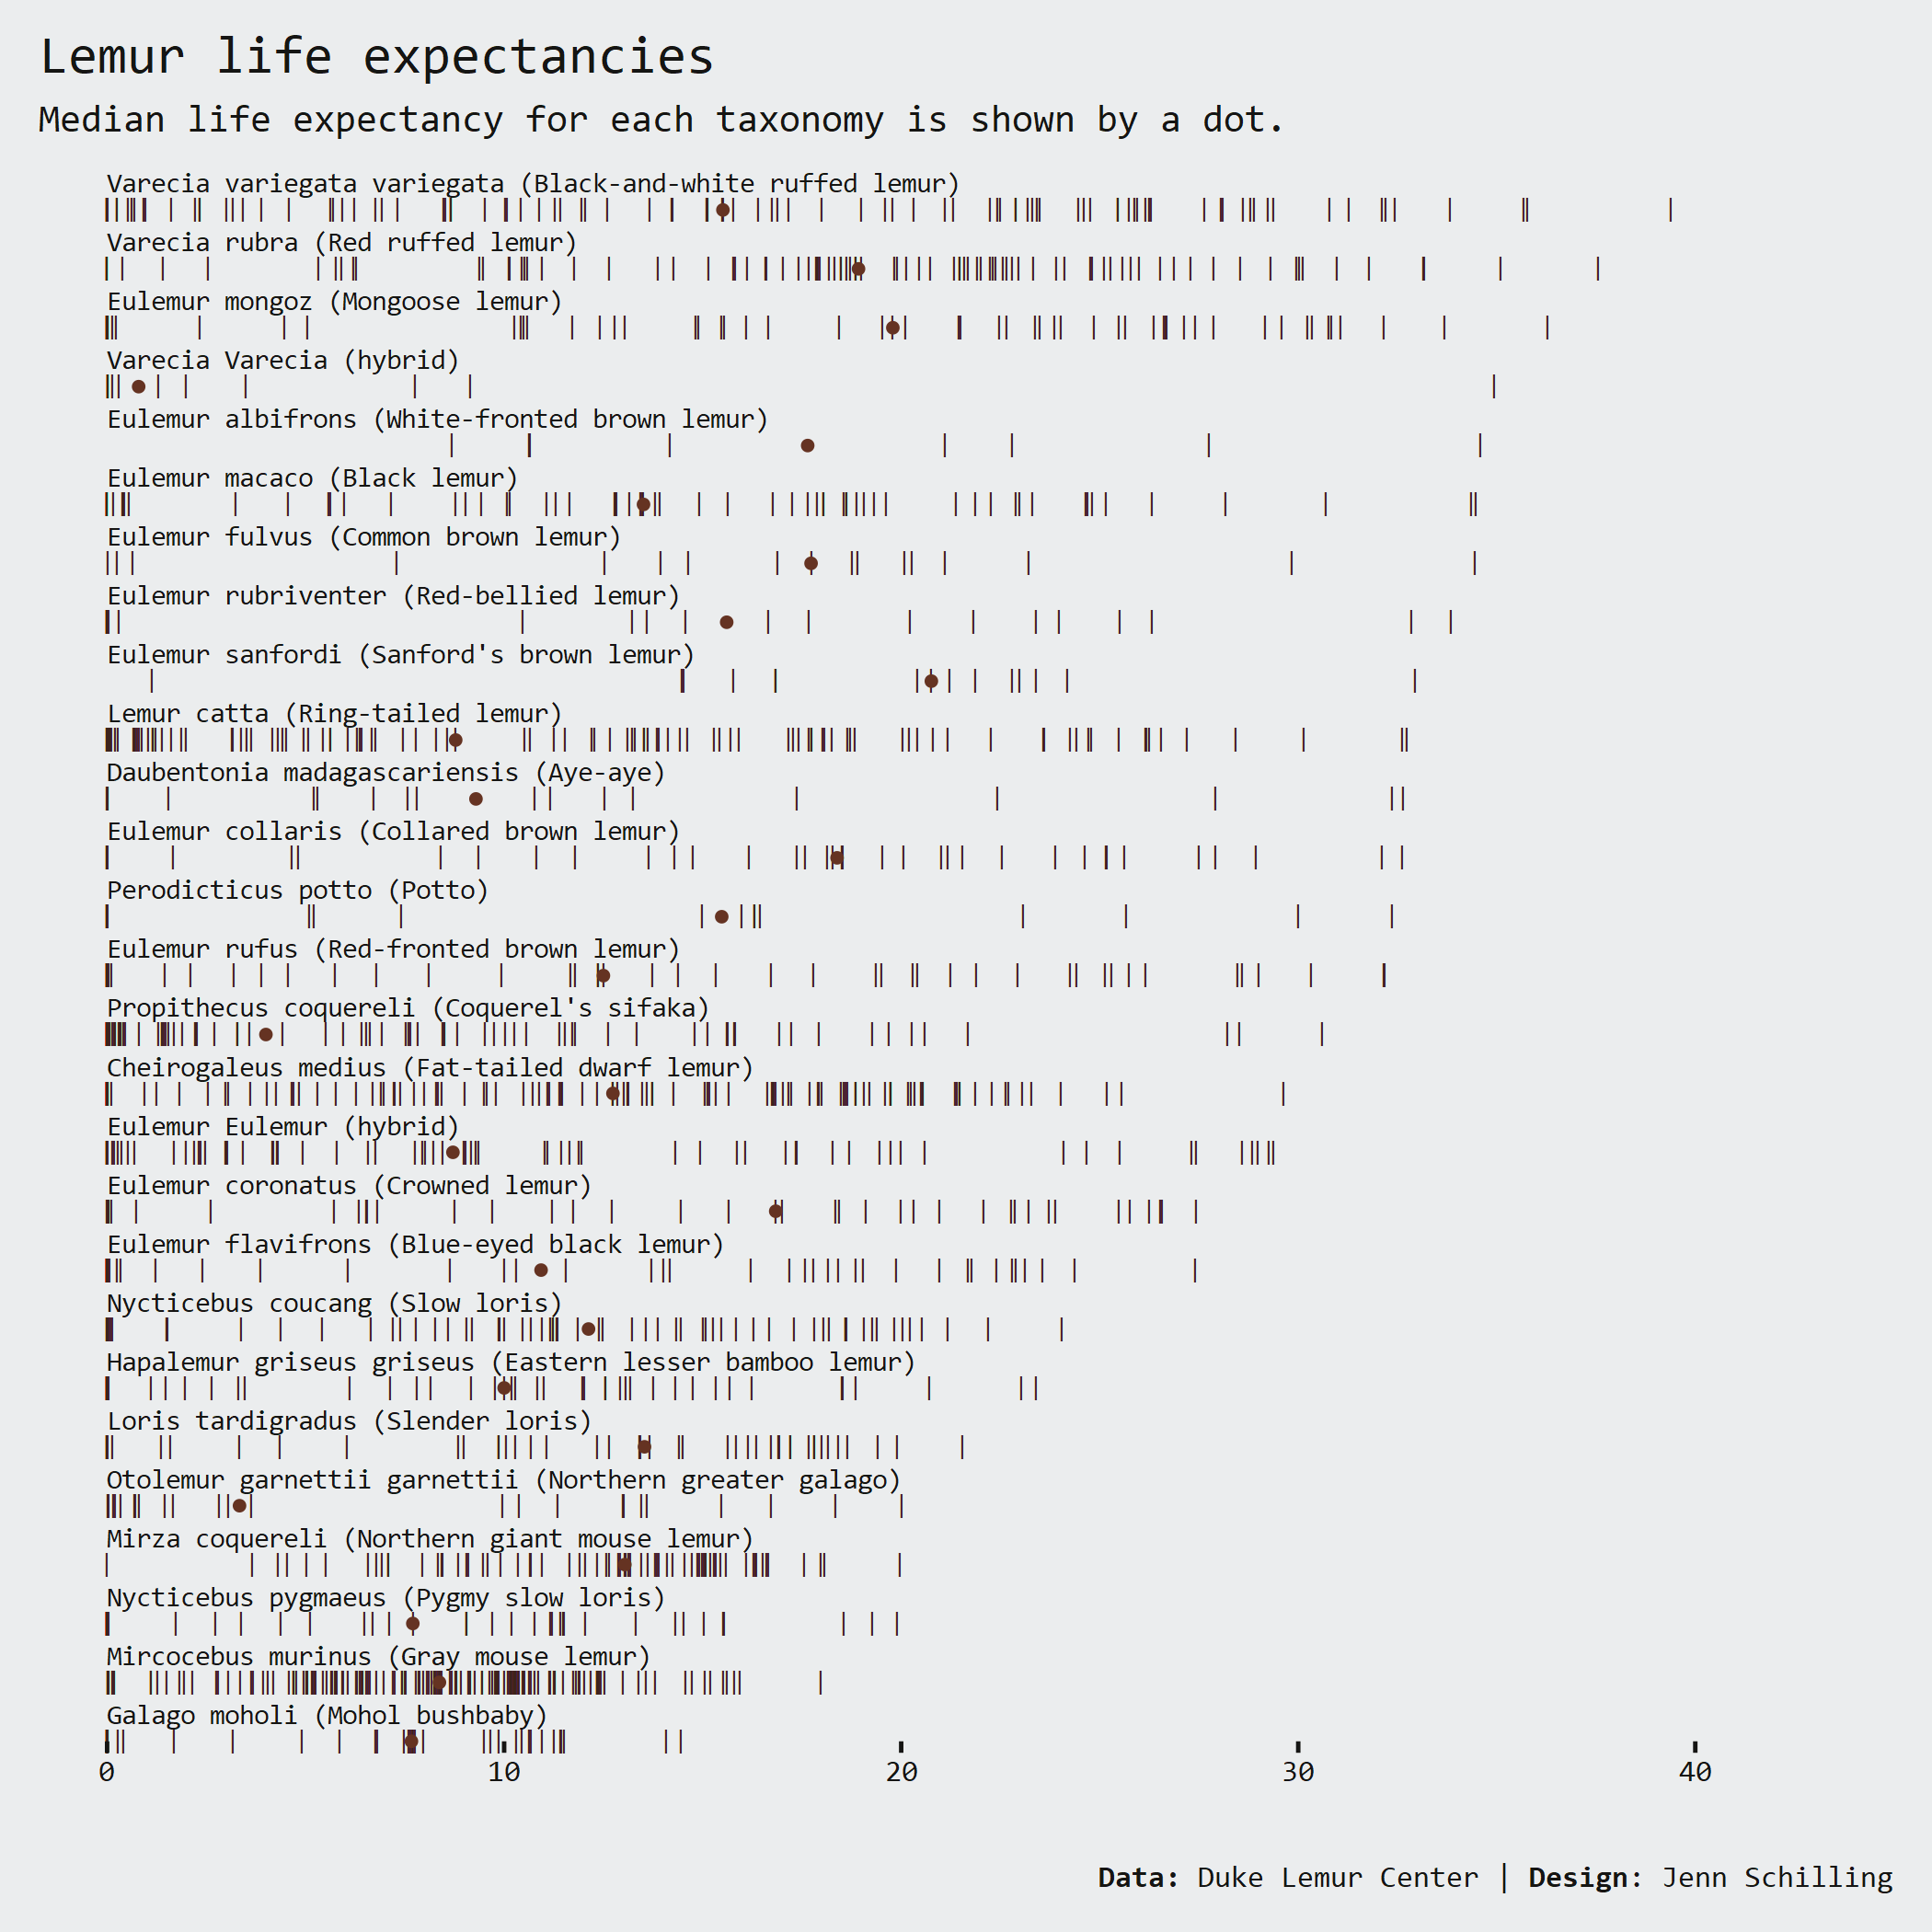 Lemur life expectancies
Median life expectancy for each taxonomy is shown by a dot.
Varecia variegata variegata (Black-and-white ruffed lemur)
Varecia rubra (Red ruffed lemur)
Eulemur mongoz (Mongoose lemur)
Varecia Varecia (hybrid)
Eulemur albifrons (White-fronted brown lemur)
Eulemur macaco (Black lemur)
Eulemur fulvus (Common brown lemur)
Eulemur rubriventer (Red-bellied lemur)
Eulemur sanfordi (Sanford's brown lemur)
Lemur catta (Ring-tailed lemur)
Daubentonia madagascariensis (Aye-aye)
Eulemur collaris (Collared brown lemur)
Perodicticus potto (Potto)
Eulemur rufus (Red-fronted brown lemur)
Propithecus coquereli (Coquerel's sifaka)
Cheirogaleus medius (Fat-tailed dwarf lemur)
Eulemur Eulemur (hybrid)
Eulemur coronatus (Crowned lemur)
Eulemur flavifrons (Blue-eyed black lemur)
Nycticebus coucang (Slow loris)
Hapalemur griseus griseus (Eastern lesser bamboo lemur)
Loris tardigradus (Slender loris)
Otolemur garnettii garnettii (Northern greater galago)
Mirza coquereli (Northern giant mouse lemur)
Nycticebus pygmaeus (Pygmy slow loris)
Mircocebus murinus (Gray mouse lemur)
Galago moholi (Mohol bushbaby)
0 10 20 30 40
Data: Duke Lemur Center | Design: Jenn Schilling